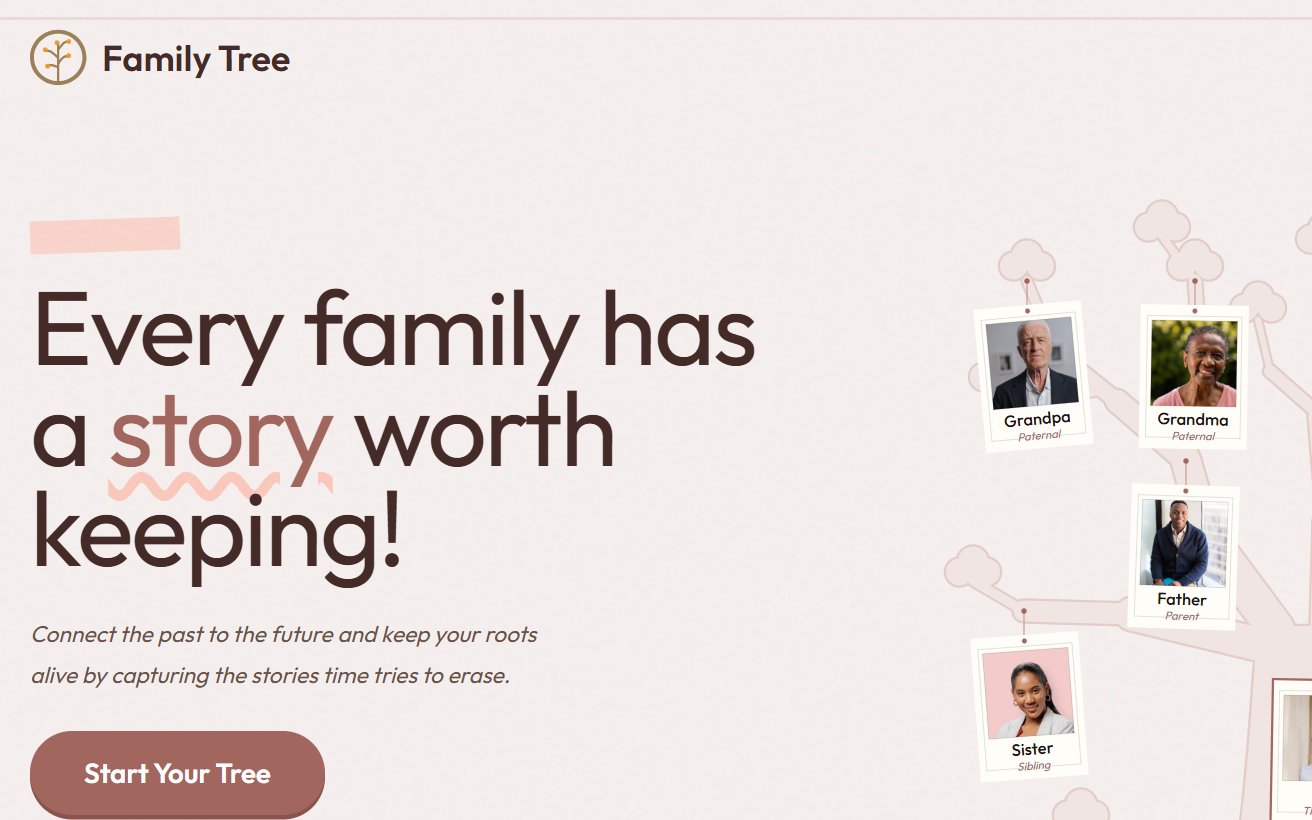 Family Tree
Every family has
a story worth
keeping!
Connect the past to the future and keep your roots
alive by capturing the stories time tries to erase.
Start Your Tree
Grandpa
Paternal
Grandma
Paternal
Father
Parent
Sister
Sibling